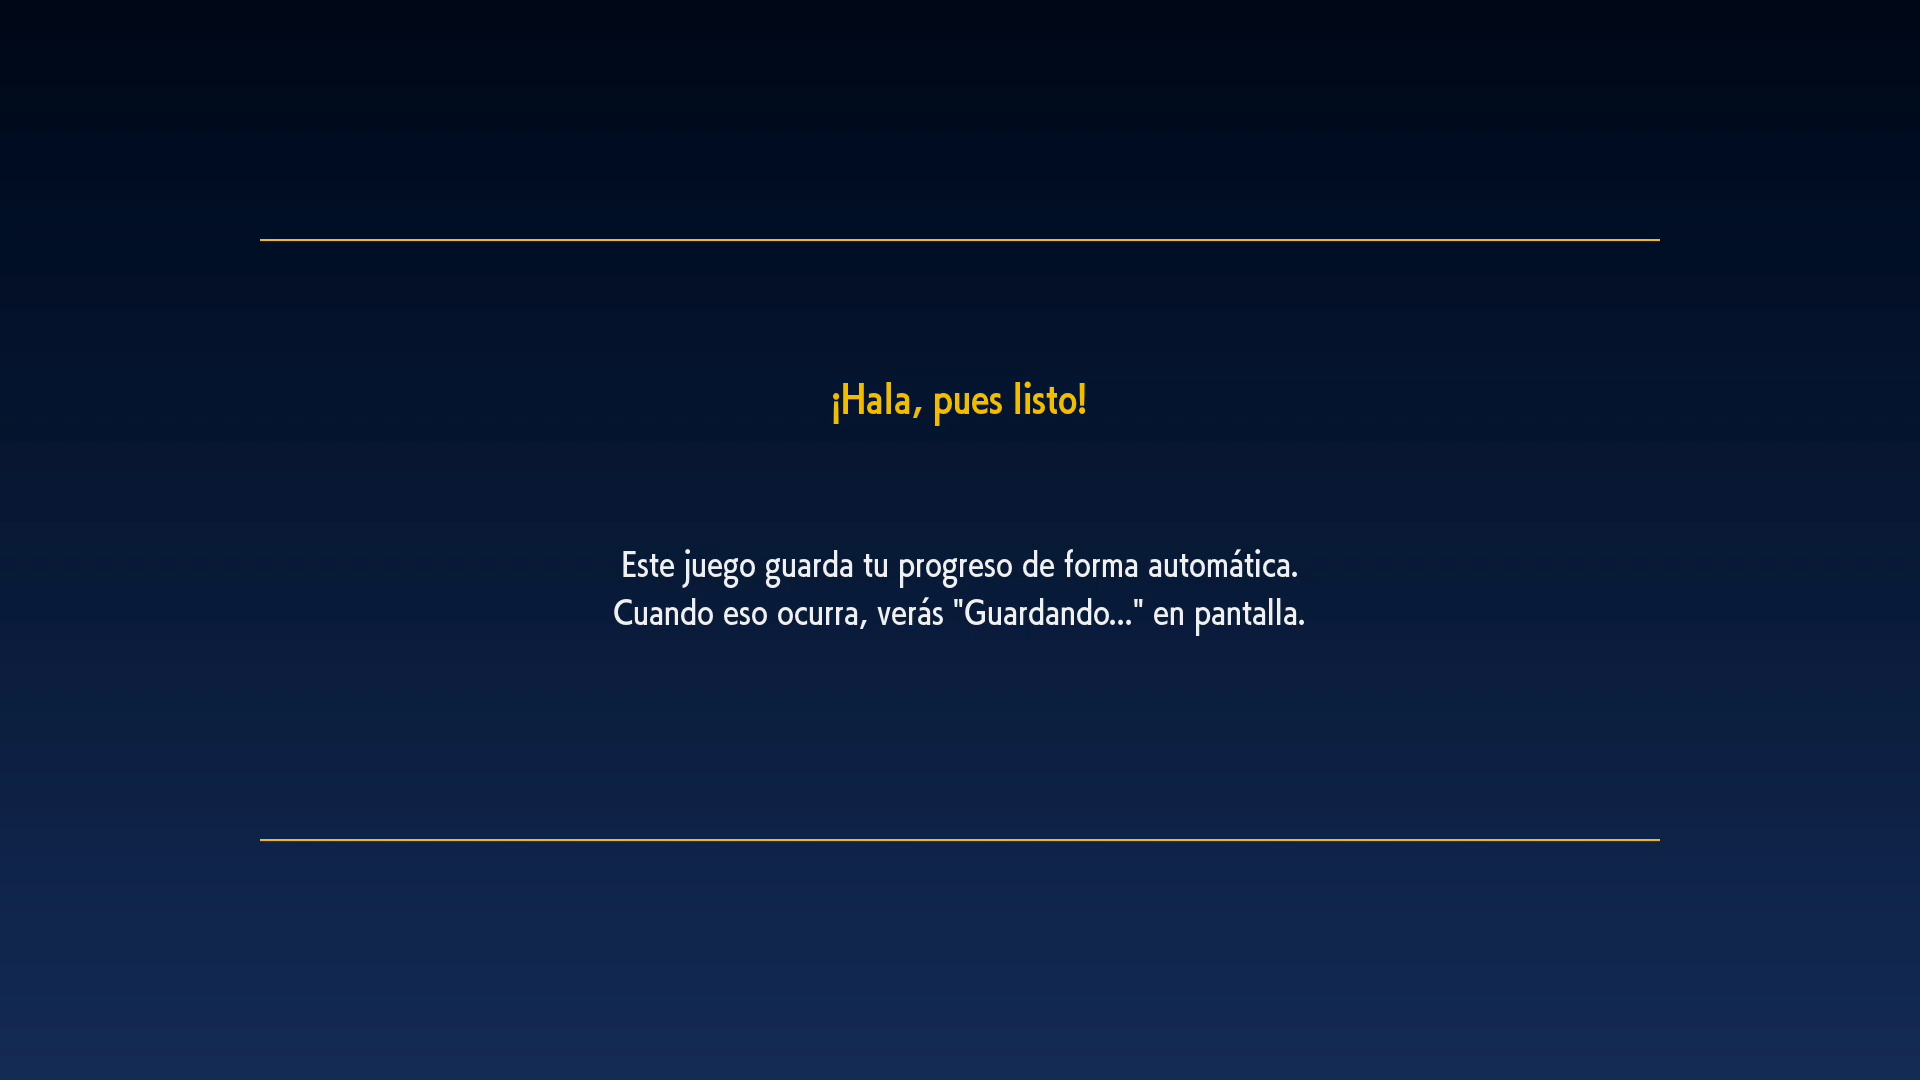 ¡Hala, pues listo!
Este juego guarda tu progreso de forma automática.
Cuando eso ocurra, verás "Guardando..." en pantalla.